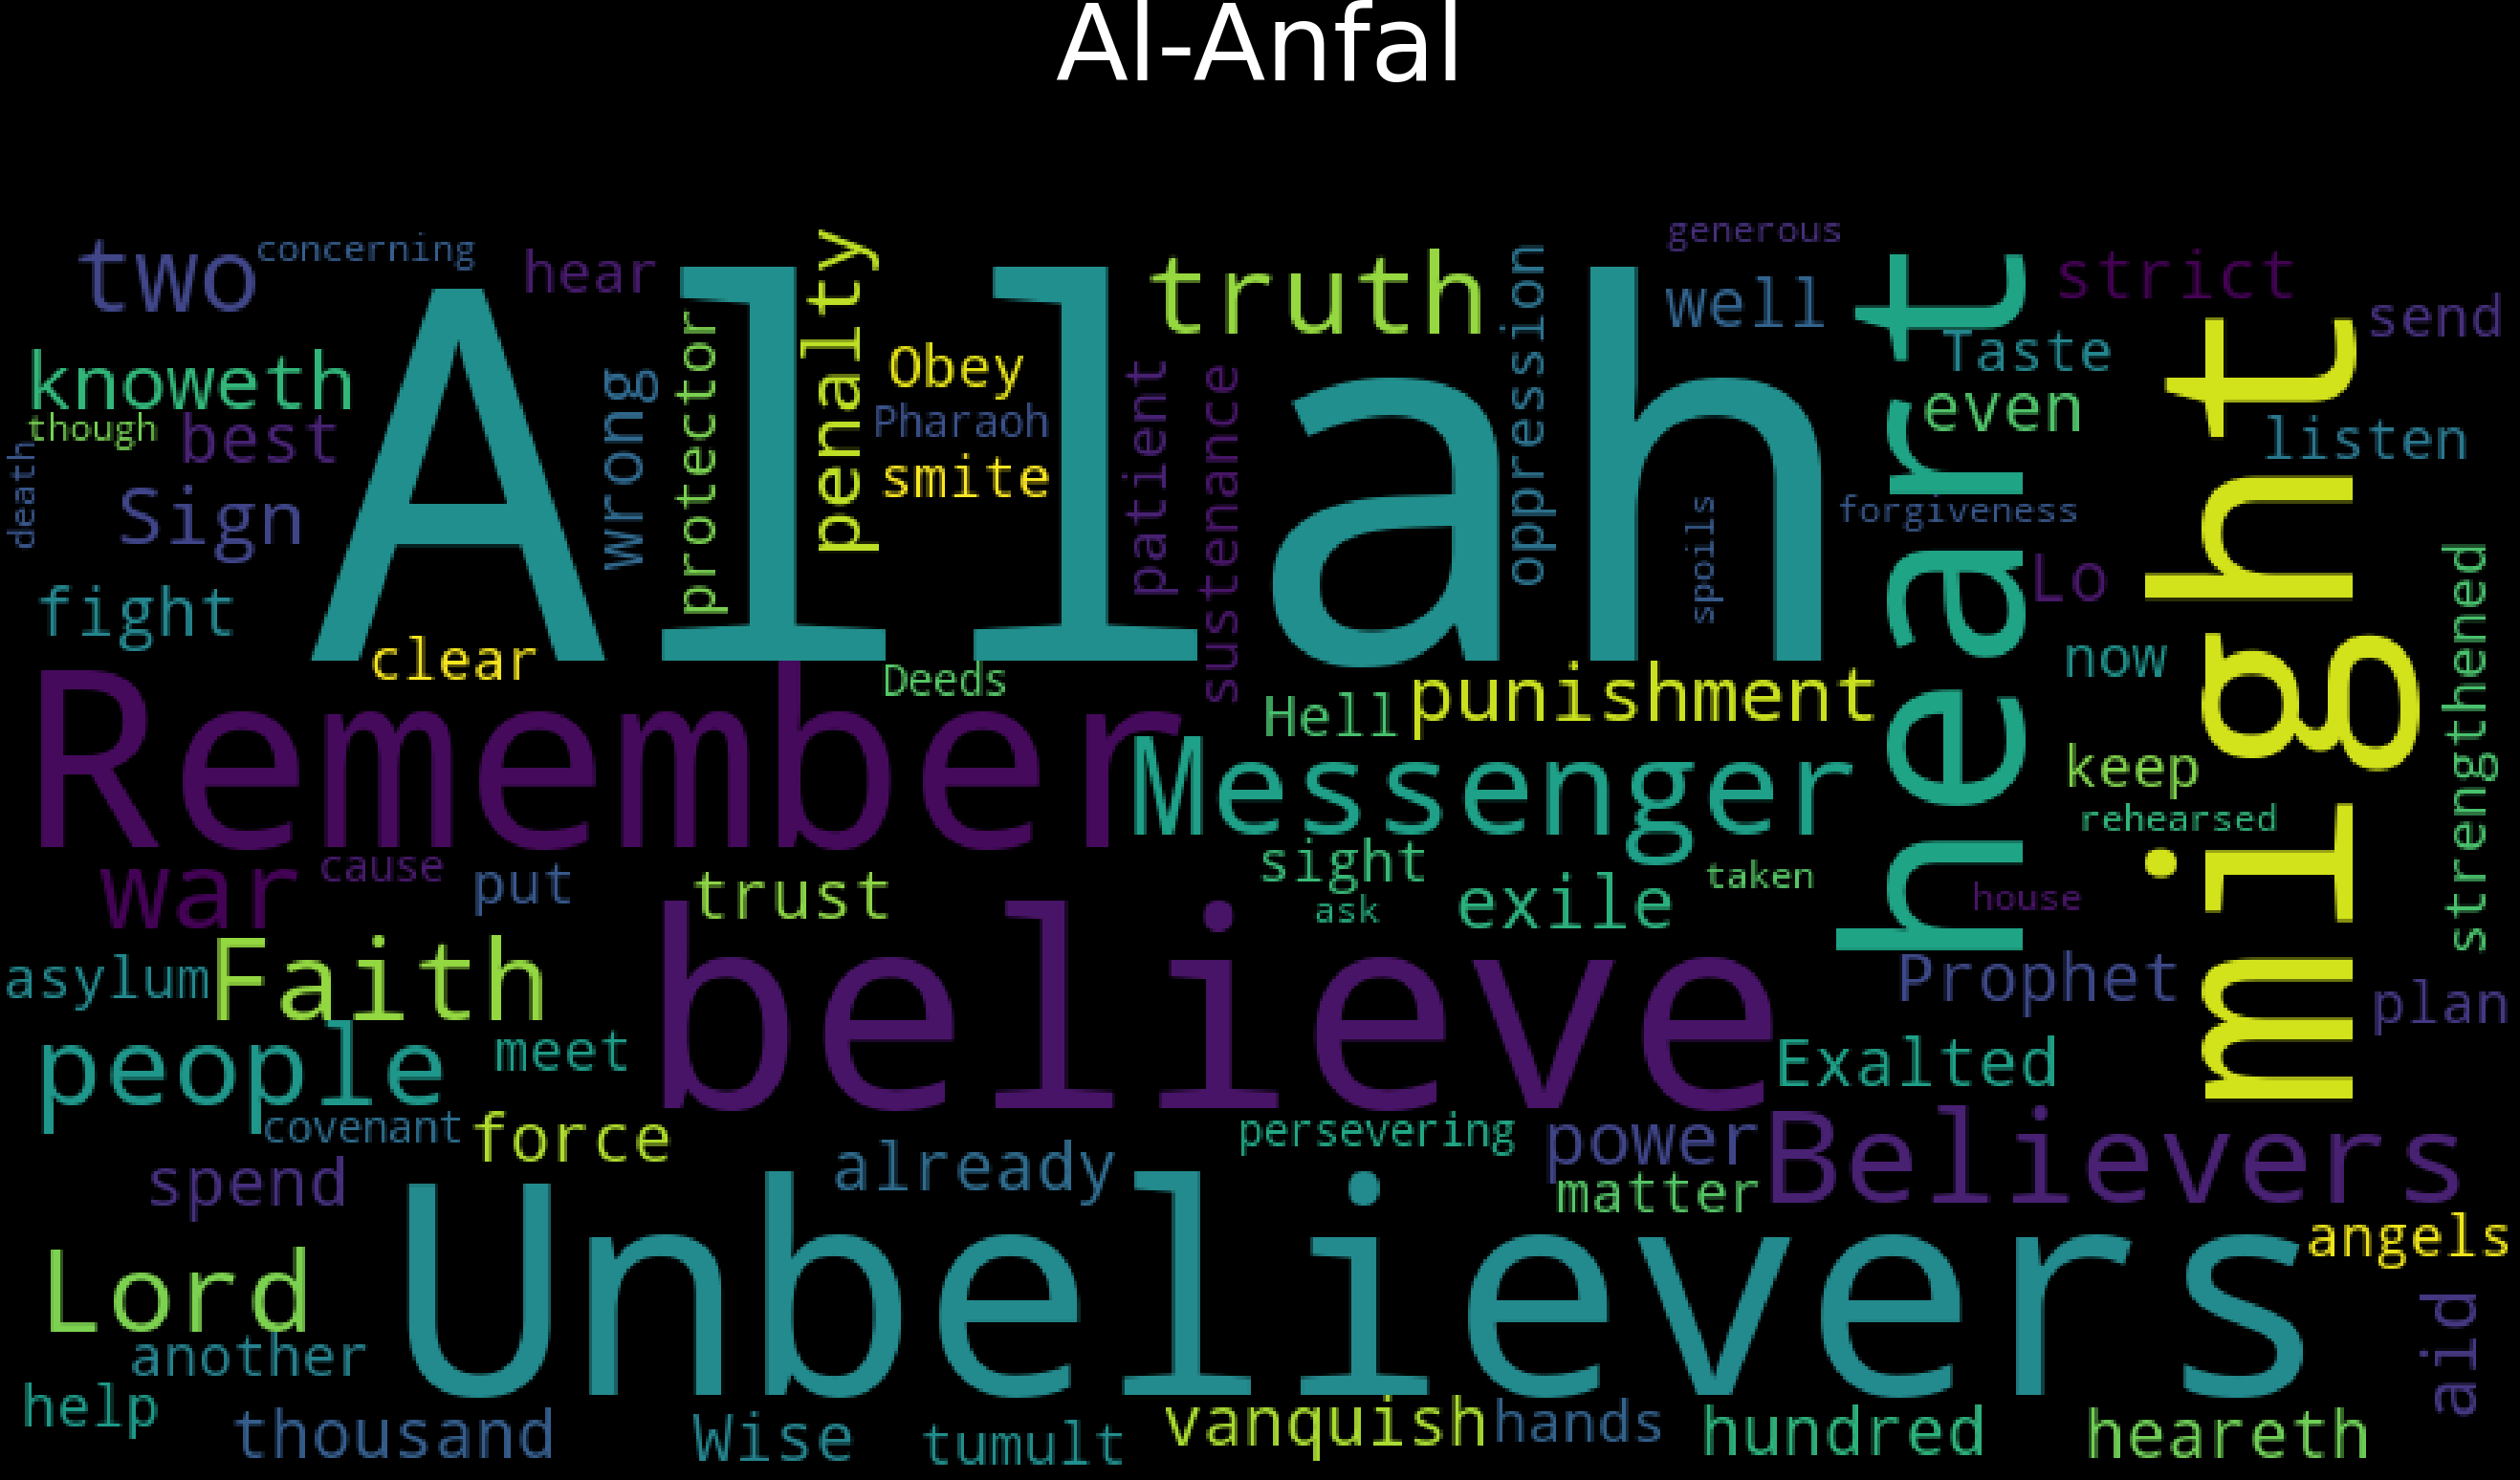 Al-Anfal
generous
two
concerning
hear
penalty
truth
oppression
well
heart
strict
send
Allah
knoweth
protector
Obey
Taste
might
though
best
wrong
Pharaoh
patient
sustenance
even
listen
death
Sign
smite
spoils
forgiveness
fight
Lo
strengthened
clear
Deeds
now
Remember
Hell
punishment
Messenger
keep
rehearsed
war
cause
put
trust
sight
exile
taken
ask
house
asylum
Faith
believe
Prophet
plan
people
meet
Exalted
covenant
force
persevering
power
Believers
spend
already
matter
Unbelievers
angels
Lord
aid
another
help
thousand
Wise
tumult
vanquish
hands
hundred
heareth